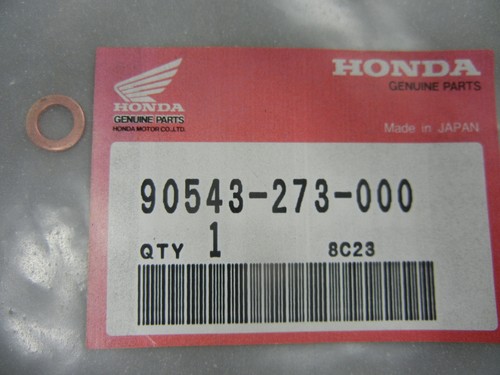 HONDA
GENUINE PARTS
HONDA
GENUINE PARTS
HONDA MOTOR CO.,LTD.
Made in JAPAN
90543-273-000
QTY 1 8C23